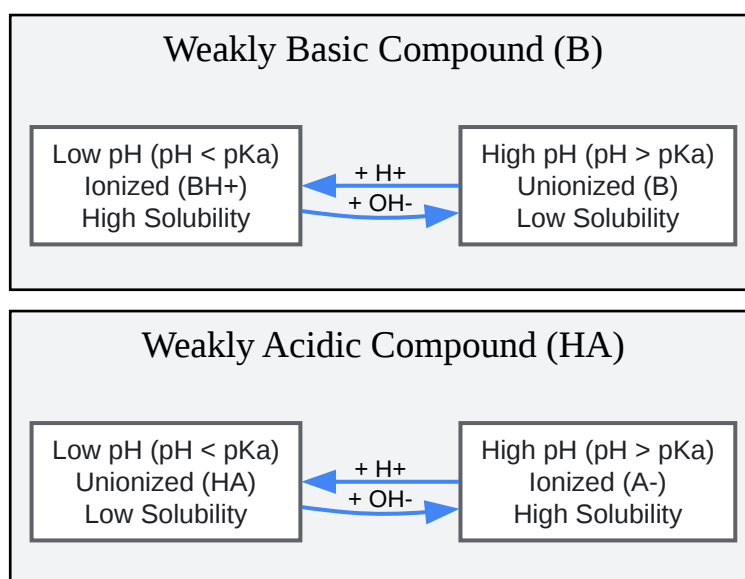 Weakly Basic Compound (B)
Low pH (pH < pKa)
Ionized (BH+)
High Solubility
+ H+
+ OH-
High pH (pH > pKa)
Unionized (B)
Low Solubility
Weakly Acidic Compound (HA)
Low pH (pH < pKa)
Unionized (HA)
Low Solubility
+ H+
+ OH-
High pH (pH > pKa)
Ionized (A-)
High Solubility